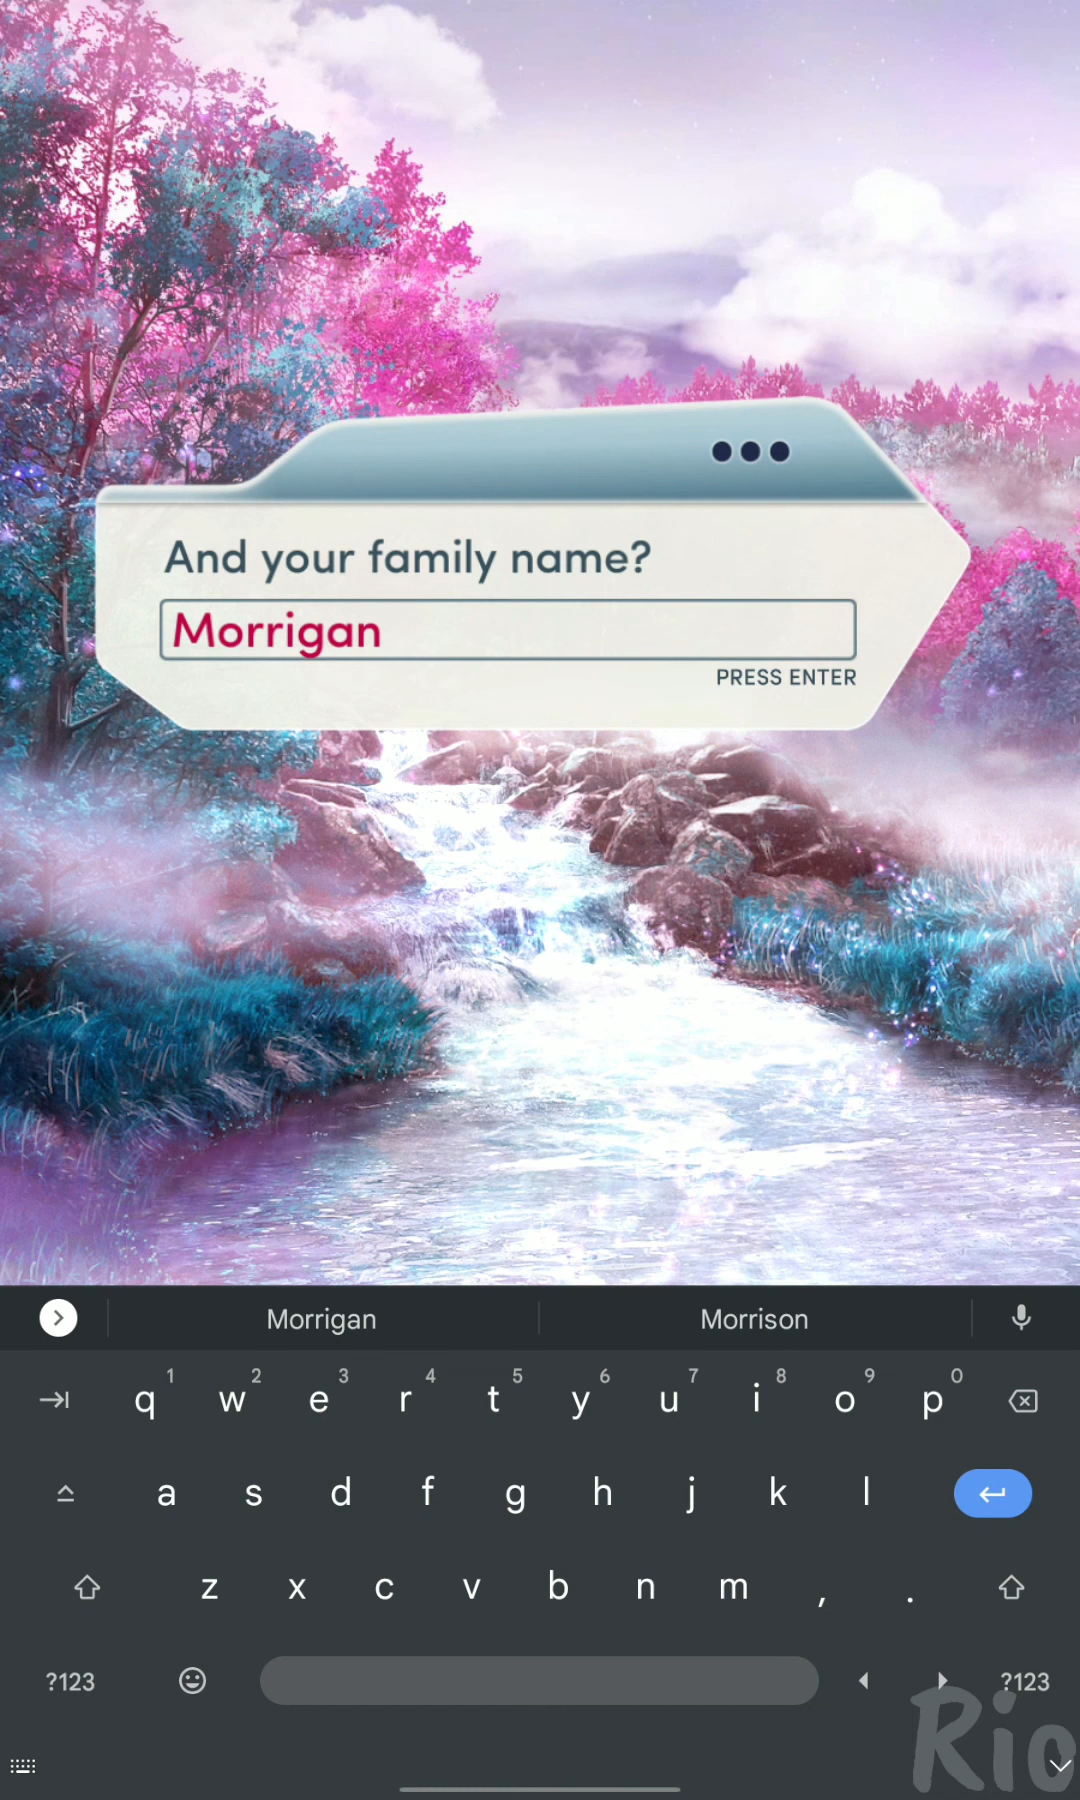 And your family name?
Morrigan
PRESS ENTER
Morrigan Morrison
q 1 w 2 e 3 r 4 t 5 y 6 u 7 i 8 o 9 p 0
a s d f g h j k l
z x c v b n m , .
?123 ?123
Rio